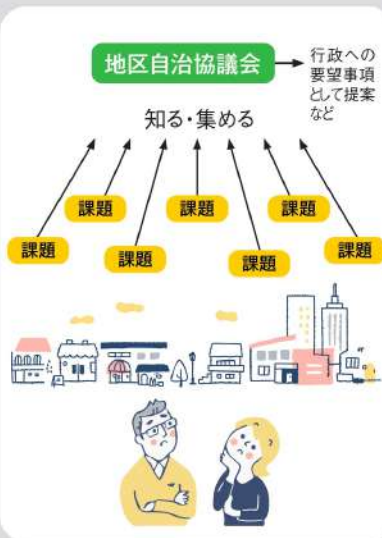 地区自治協議会
行政への
要望事項
として提案
など
知る・集める
課題
課題
課題
課題
課題
課題
課題